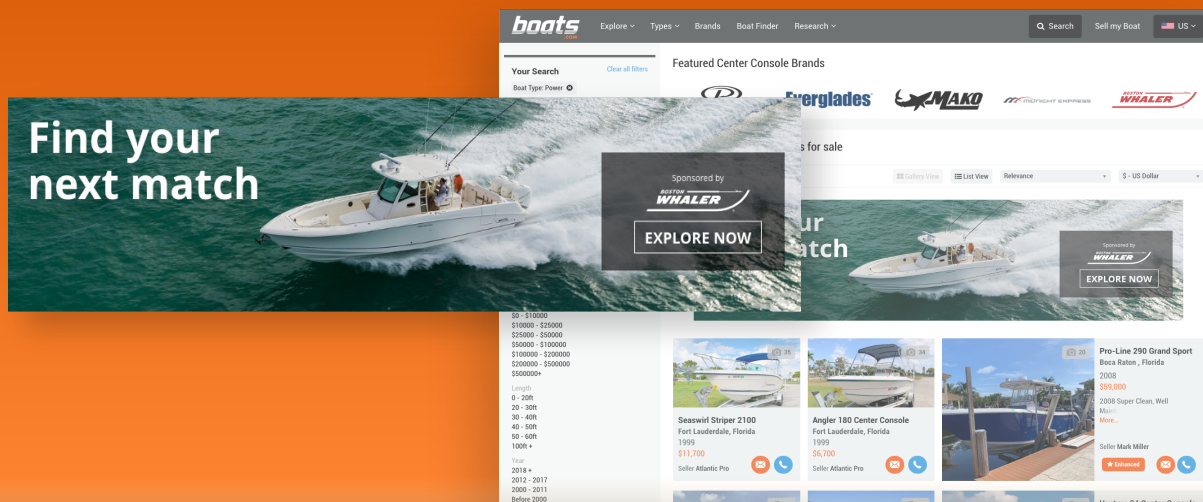 boats
.com
Explore
Types
Brands
Boat Finder
Research
Search
Sell my Boat
US
Your Search
Clear all filters
Boat Type: Power
Featured Center Console Brands
Everglades
MAKO
MIDNIGHT EXPRESS
BOSTON
WHALER
Find your
next match
Sponsored by
BOSTON
WHALER
EXPLORE NOW
s for sale
Gallery View
List View
Relevance
$ - US Dollar
ur
atch
Sponsored by
BOSTON
WHALER
EXPLORE NOW
$0 - $10000
$10000 - $25000
$25000 - $50000
$50000 - $100000
$100000 - $200000
$200000 - $500000
$500000+
Length
0 - 20ft
20 - 30ft
30 - 40ft
40 - 50ft
50 - 60ft
100ft +
Year
2018 +
2012 - 2017
2000 - 2011
Before 2000
35
Seaswirl Striper 2100
Fort Lauderdale, Florida
1999
$11,700
Seller Atlantic Pro
34
Angler 180 Center Console
Fort Lauderdale, Florida
1999
$6,700
Seller Atlantic Pro
Pro-Line 290 Grand Sport
Boca Raton , Florida
2008
$59,000
2008 Super Clean, Well
More...
Seller Mark Miller
Enhanced